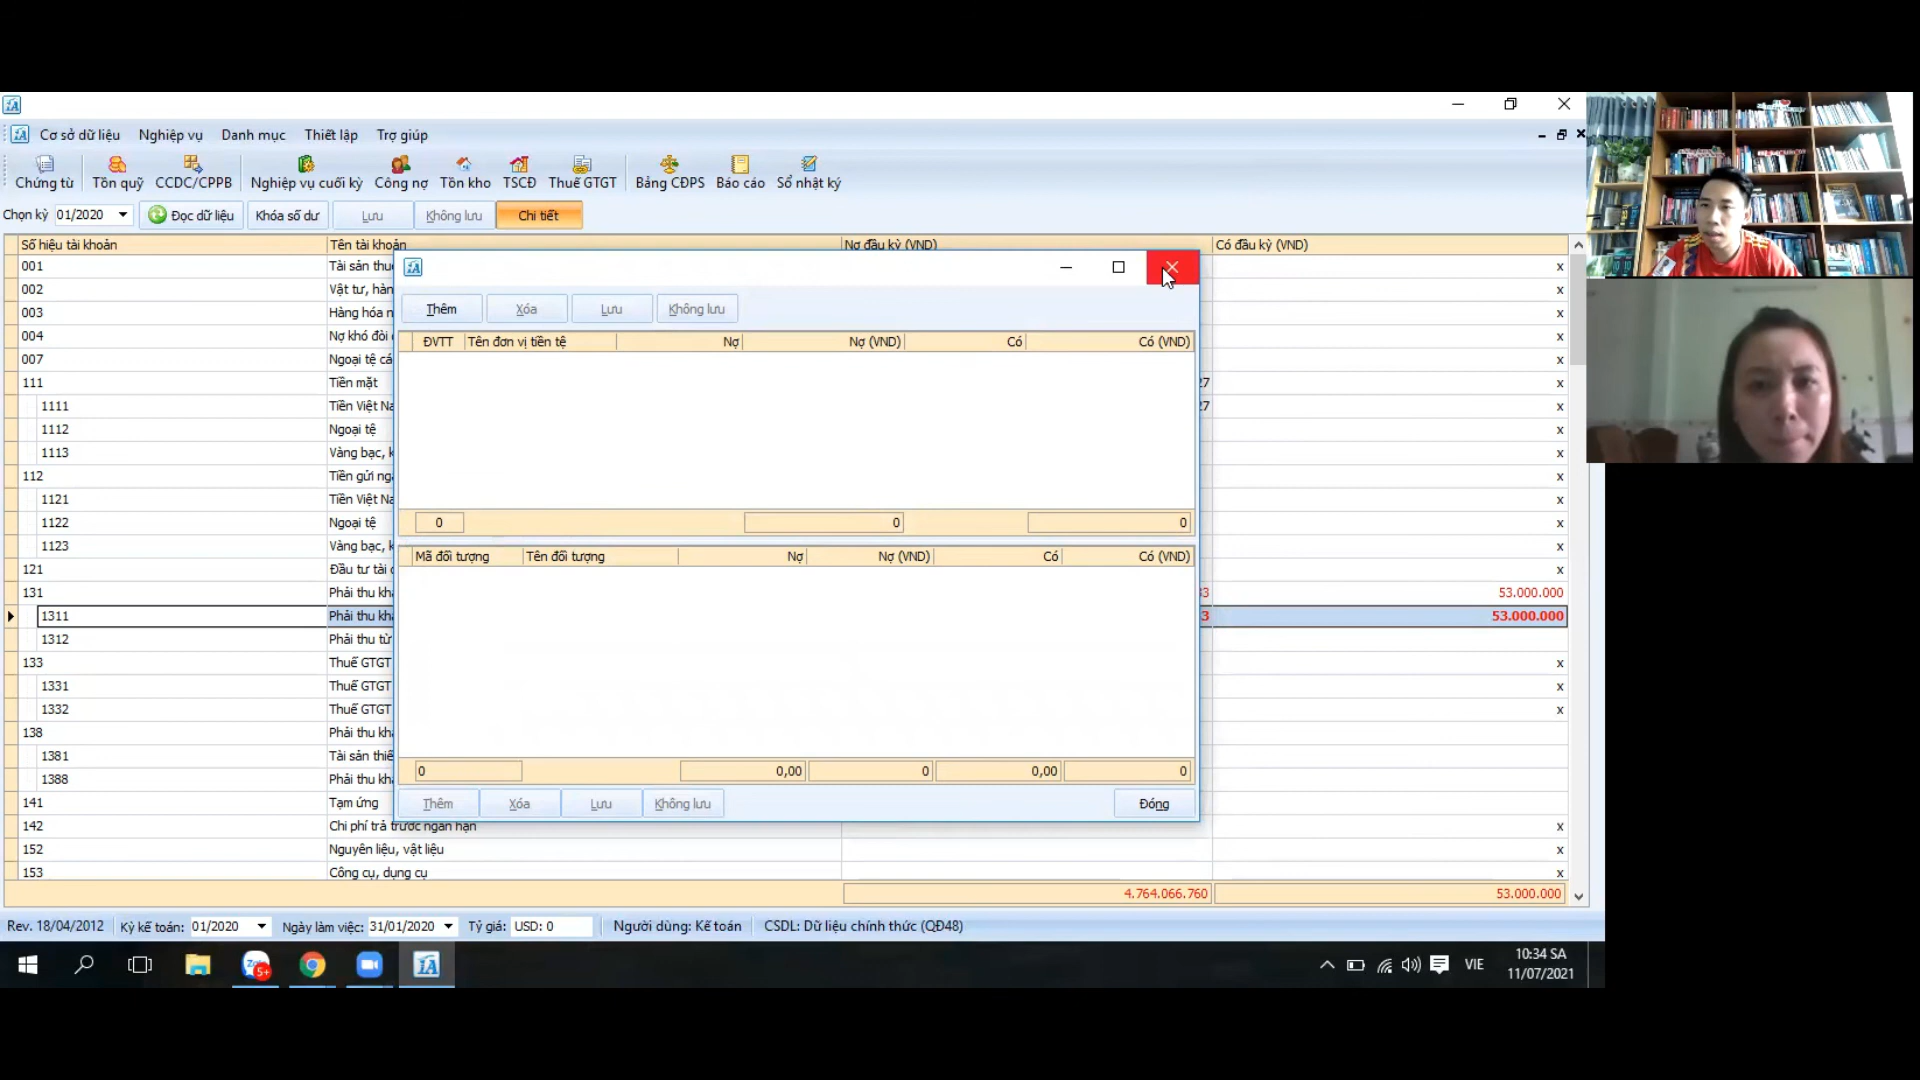 Cơ sở dữ liệu Nghiệp vụ Danh mục Thiết lập Trợ giúp
Chứng từ Tồn quỹ CCDC/CPPB Nghiệp vụ cuối kỳ Công nợ Tồn kho TSCĐ Thuế GTGT Bảng CĐPS Báo cáo Sổ nhật ký
Chọn kỳ 01/2020 Đọc dữ liệu Khóa số dư Lưu Không lưu Chi tiết
Số hiệu tài khoản Tên tài khoản Nợ đầu kỳ (VND) Có đầu kỳ (VND)
001 Tài sản thu x
002 Vật tư, hàn x
003 Hàng hóa n x
004 Nợ khó đòi x
007 Ngoại tệ cá x
111 Tiền mặt 27 x
1111 Tiền Việt Na 27 x
1112 Ngoại tệ x
1113 Vàng bạc, k x
112 Tiền gửi ng x
1121 Tiền Việt Na x
1122 Ngoại tệ x
1123 Vàng bạc, k x
121 Đầu tư tài x
131 Phải thu kh 33 53.000.000
1311 Phải thu kh 3 53.000.000
1312 Phải thu từ
133 Thuế GTGT x
1331 Thuế GTGT x
1332 Thuế GTGT x
138 Phải thu kh
1381 Tài sản thiế
1388 Phải thu kh
141 Tạm ứng
142 Chi phí trả trước ngắn hạn x
152 Nguyên liệu, vật liệu x
153 Công cụ, dụng cụ x
4.764.066.760 53.000.000
Thêm Xóa Lưu Không lưu
ĐVTT Tên đơn vị tiền tệ Nợ Nợ (VND) Có Có (VND)
0 0 0
Mã đối tượng Tên đối tượng Nợ Nợ (VND) Có Có (VND)
0 0,00 0 0,00 0
Thêm Xóa Lưu Không lưu Đóng
Rev. 18/04/2012 Kỳ kế toán: 01/2020 Ngày làm việc: 31/01/2020 Tỷ giá: USD: 0 Người dùng: Kế toán CSDL: Dữ liệu chính thức (QĐ48)
5+ iA VIE 10:34 SA
11/07/2021